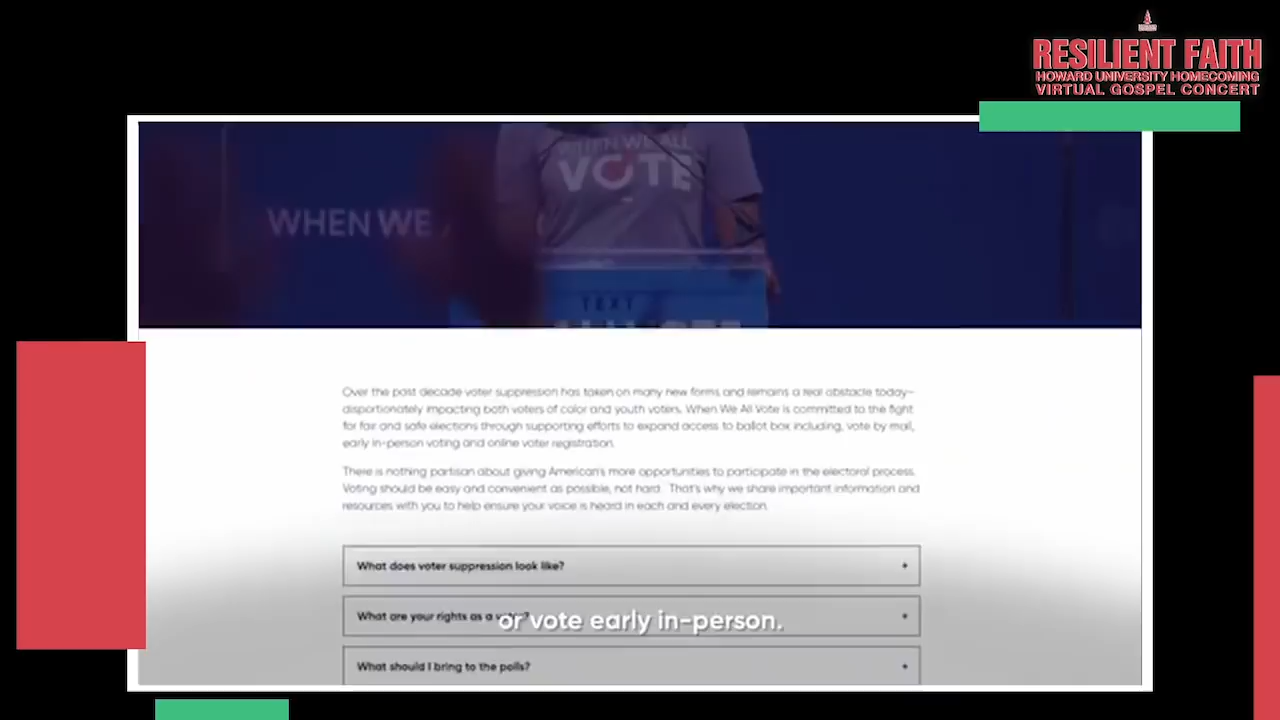 RESILIENT FAITH
HOWARD UNIVERSITY HOMECOMING
VIRTUAL GOSPEL CONCERT
WHEN WE ALL
VOTE
WHEN WE
TEXT
Over the past decade voter suppression has taken on many new forms and remains a real obstacle today–
disportionately impacting both voters of color and youth voters. When We All Vote is committed to the fight
for fair and safe elections through supporting efforts to expand access to ballot box including, vote by mail,
early in-person voting and online voter registration.
There is nothing partisan about giving American's more opportunities to participate in the electoral process.
Voting should be easy and convenient as possible, not hard. That's why we share important information and
resources with you to help ensure your voice is heard in each and every election.
What does voter suppression look like? +
What are your rights as a voter? +
or vote early in-person.
What should I bring to the polls? +